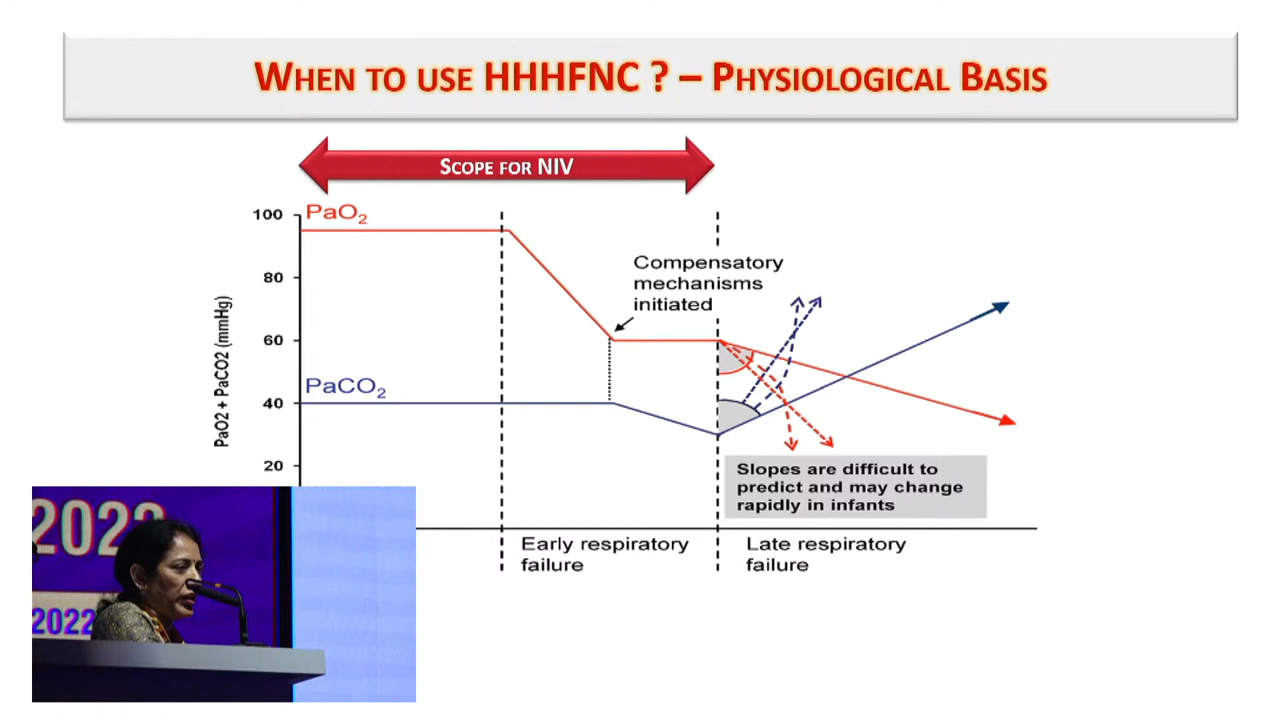 WHEN TO USE HHHFNC ? – PHYSIOLOGICAL BASIS
SCOPE FOR NIV
PaO2
PaCO2
PaO2 + PaCO2 (mmHg)
100
80
60
40
20
Compensatory
mechanisms
initiated
Slopes are difficult to
predict and may change
rapidly in infants
Early respiratory
failure
Late respiratory
failure
2022
2022